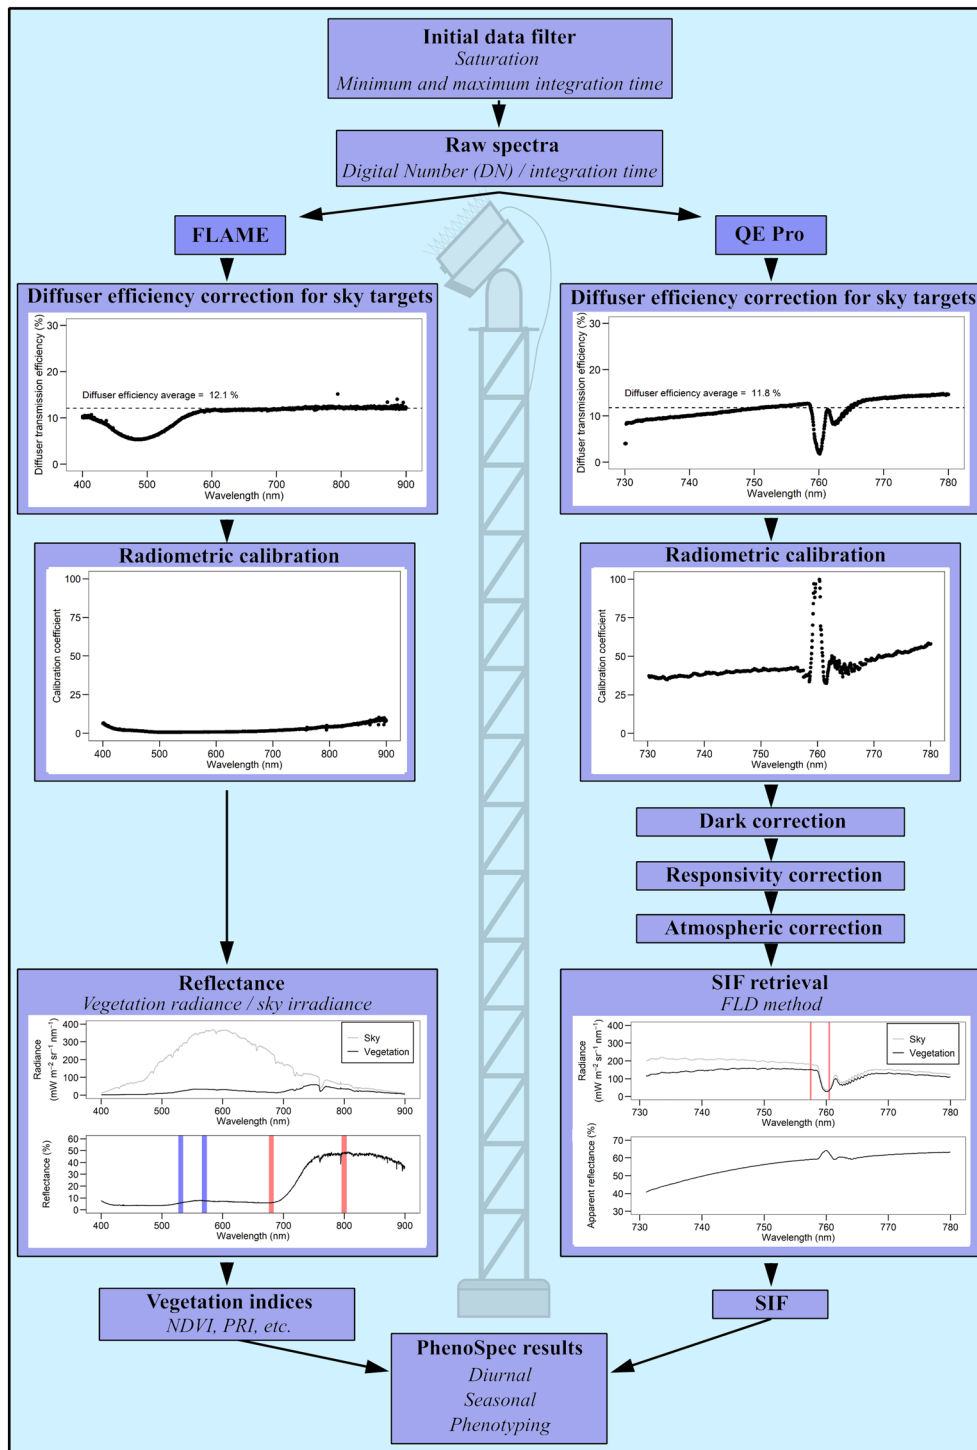 Initial data filter
Saturation
Minimum and maximum integration time
Raw spectra
Digital Number (DN) / integration time
FLAME
QE Pro
Diffuser efficiency correction for sky targets
Diffuser transmission efficiency (%)
30
20
10
0
Diffuser efficiency average = 12.1 %
400 500 600 700 800 900
Wavelength (nm)
Diffuser efficiency correction for sky targets
Diffuser transmission efficiency (%)
30
20
10
0
Diffuser efficiency average = 11.8 %
730 740 750 760 770 780
Wavelength (nm)
Radiometric calibration
Calibration coefficient
100
75
50
25
0
400 500 600 700 800 900
Wavelength (nm)
Radiometric calibration
Calibration coefficient
100
75
50
25
0
730 740 750 760 770 780
Wavelength (nm)
Dark correction
Responsivity correction
Atmospheric correction
Reflectance
Vegetation radiance / sky irradiance
Radiance
(mW m⁻² sr⁻¹ nm⁻¹)
400
300
200
100
0
Sky
Vegetation
400 500 600 700 800 900
Wavelength (nm)
Reflectance (%)
60
50
40
30
20
10
0
400 500 600 700 800 900
Wavelength (nm)
SIF retrieval
FLD method
Radiance
(mW m⁻² sr⁻¹ nm⁻¹)
400
300
200
100
0
Sky
Vegetation
731 740 750 760 770 780
Wavelength (nm)
Apparent reflectance (%)
70
60
50
40
30
731 740 750 760 770 780
Wavelength (nm)
Vegetation indices
NDVI, PRI, etc.
SIF
PhenoSpec results
Diurnal
Seasonal
Phenotyping